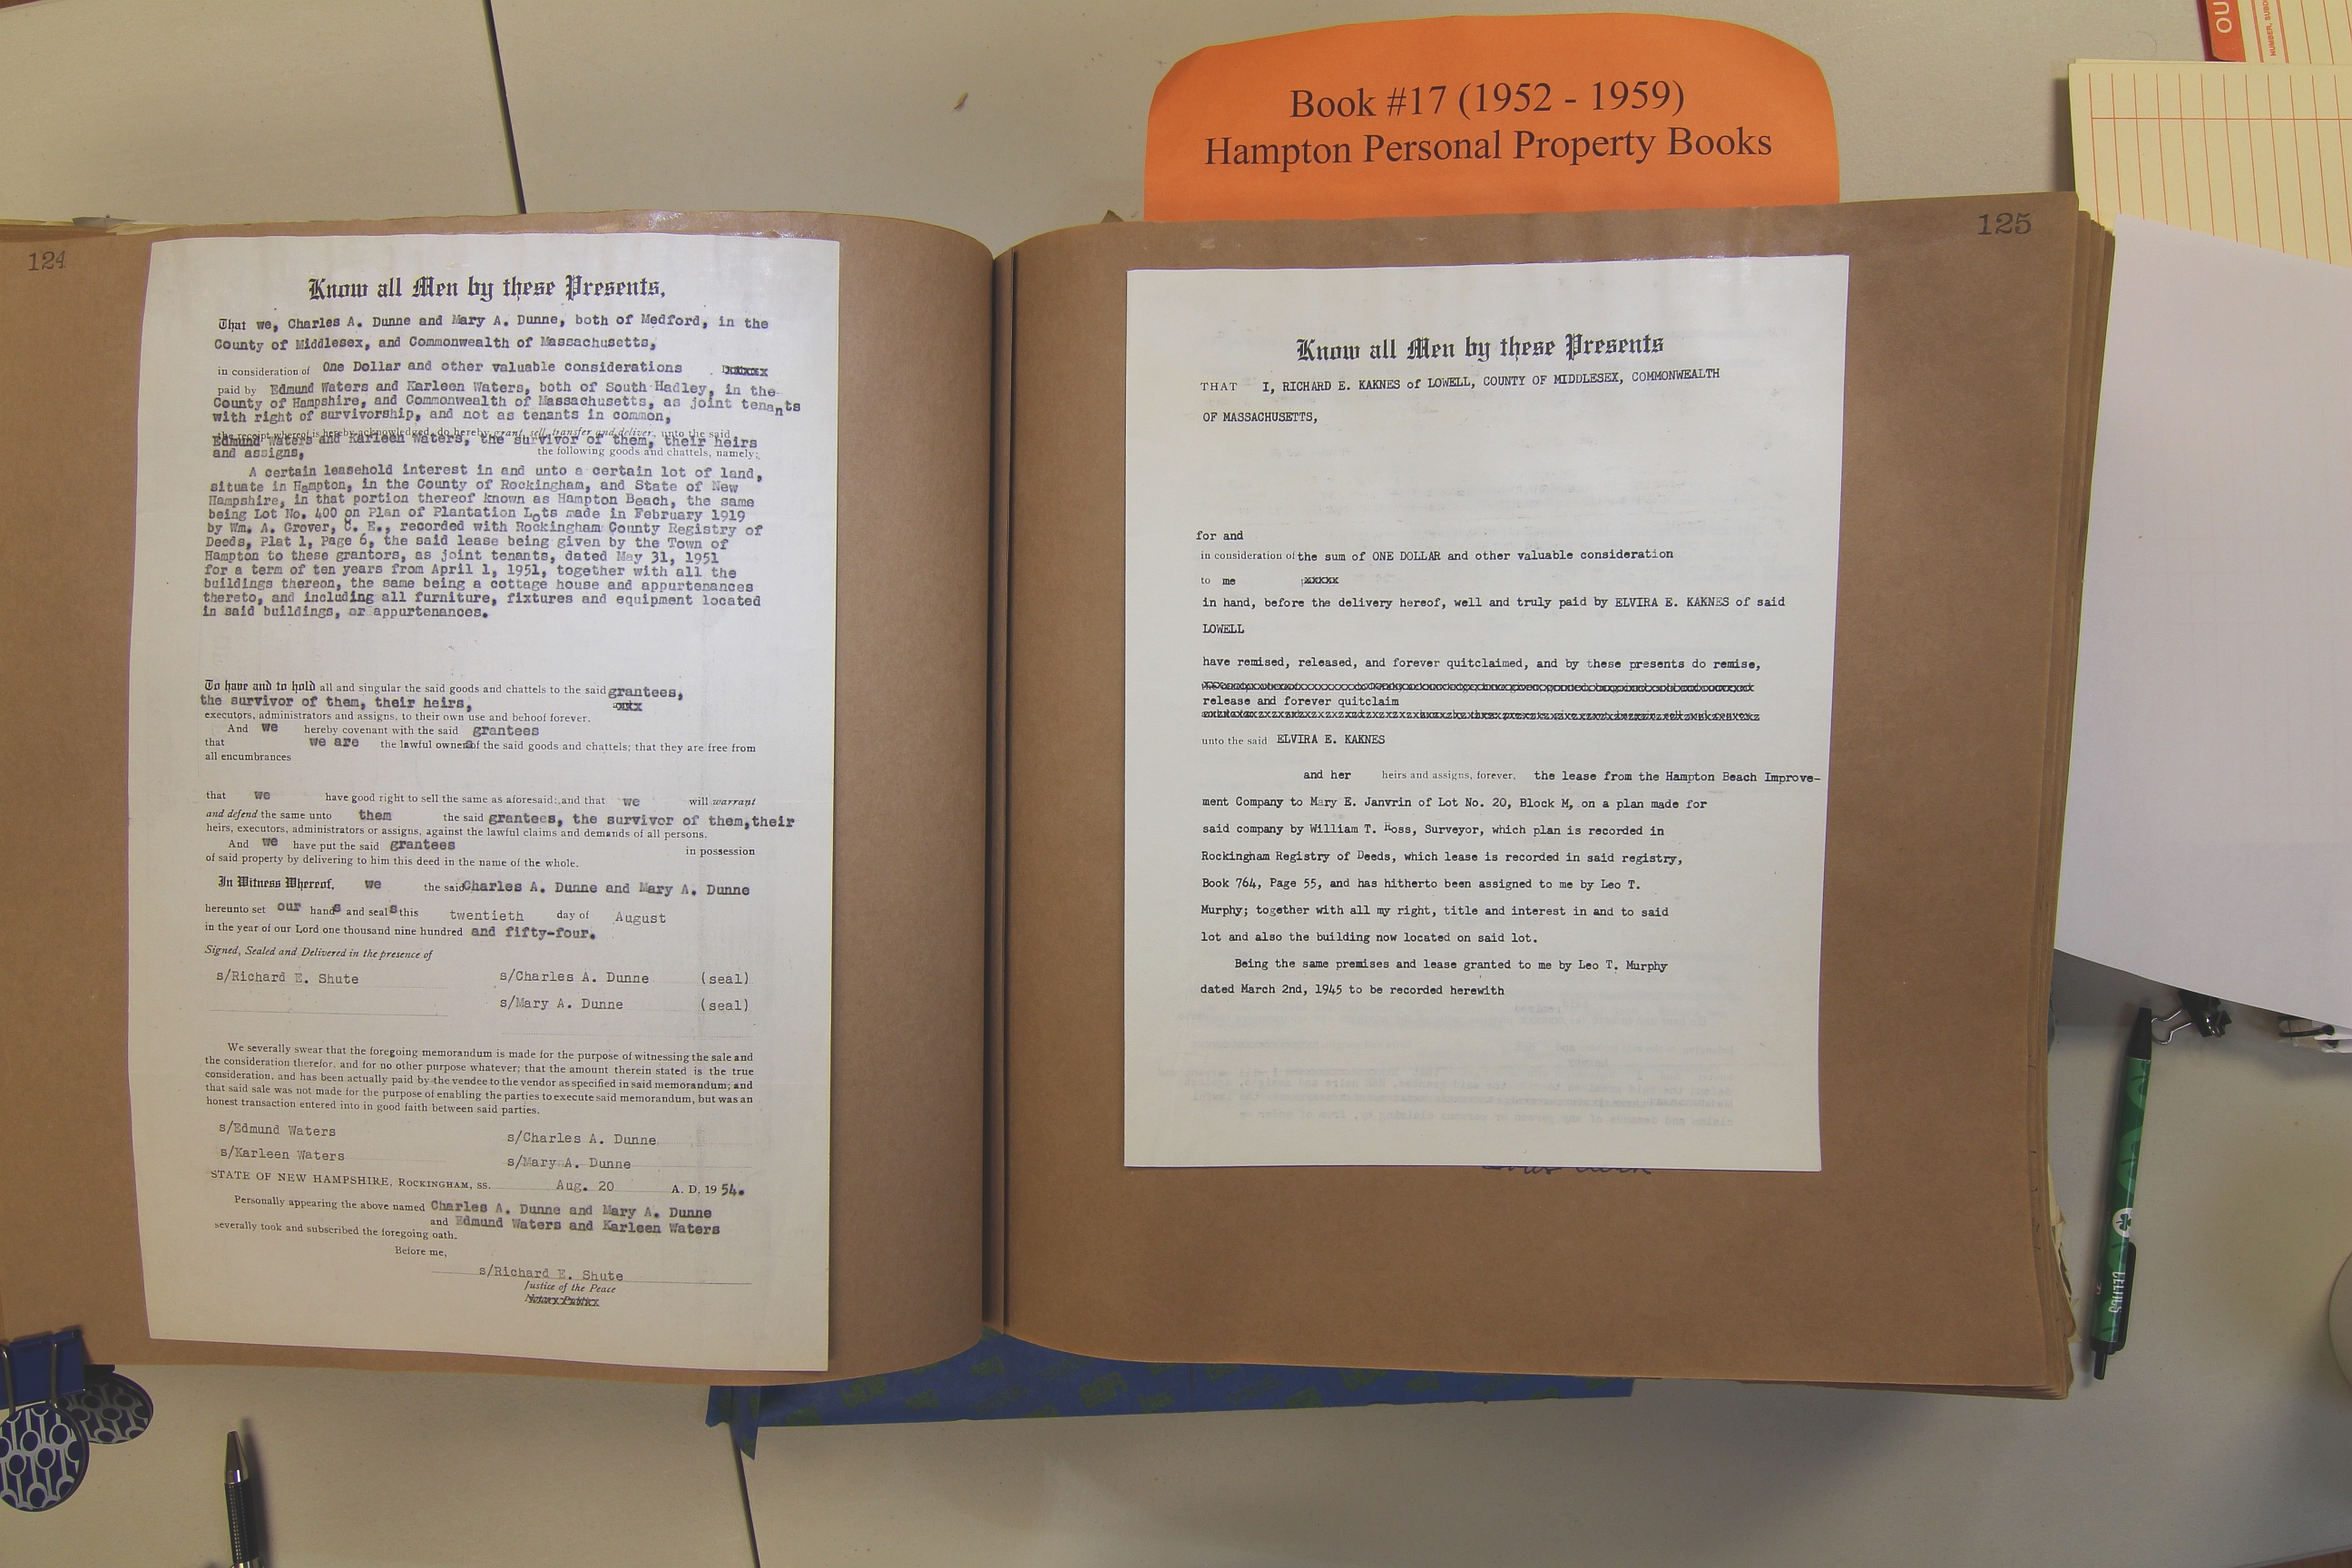 Book #17 (1952 - 1959)
Hampton Personal Property Books
124
Know all Men by these Presents,
That we, Charles A. Dunne and Mary A. Dunne, both of Medford, in the
County of Middlesex, and Commonwealth of Massachusetts,
in consideration of One Dollar and other valuable considerations
paid by Edmund Waters and Karleen Waters, both of South Hadley, in the
County of Hampshire, and Commonwealth of Massachusetts, as joint tenants
with right of survivorship, and not as tenants in common,
the receipt whereof is hereby acknowledged, do hereby grant, sell, transfer and deliver, unto the said
Edmund Waters and Karleen Waters, the survivor of them, their heirs
and assigns, the following goods and chattels, namely:
A certain leasehold interest in and unto a certain lot of land,
situate in Hampton, in the County of Rockingham, and State of New
Hampshire, in that portion thereof known as Hampton Beach, the same
being Lot No. 400 on Plan of Plantation Lots made in February 1919
by Wm. A. Grover, C. E., recorded with Rockingham County Registry of
Deeds, Plat 1, Page 6, the said lease being given by the Town of
Hampton to these grantors, as joint tenants, dated May 31, 1951
for a term of ten years from April 1, 1951, together with all the
buildings thereon, the same being a cottage house and appurtenances
thereto, and including all furniture, fixtures and equipment located
in said buildings, or appurtenances.
To have and to hold all and singular the said goods and chattels to the said grantees,
the survivor of them, their heirs,
executors, administrators and assigns, to their own use and behoof forever.
And we hereby covenant with the said grantees
that we are the lawful owners of the said goods and chattels; that they are free from
all encumbrances
that we have good right to sell the same as aforesaid; and that we will warrant
and defend the same unto them the said grantees, the survivor of them, their
heirs, executors, administrators or assigns, against the lawful claims and demands of all persons.
And we have put the said grantees in possession
of said property by delivering to him this deed in the name of the whole.
In Witness Whereof, we the said Charles A. Dunne and Mary A. Dunne
hereunto set our hands and seals this twentieth day of August
in the year of our Lord one thousand nine hundred and fifty-four.
Signed, Sealed and Delivered in the presence of
s/Richard E. Shute s/Charles A. Dunne (seal)
s/Mary A. Dunne (seal)
We severally swear that the foregoing memorandum is made for the purpose of witnessing the sale and
the consideration therefor, and for no other purpose whatever; that the amount therein stated is the true
consideration, and has been actually paid by the vendee to the vendor as specified in said memorandum; and
that said sale was not made for the purpose of enabling the parties to execute said memorandum, but was an
honest transaction entered into in good faith between said parties.
s/Edmund Waters s/Charles A. Dunne
s/Karleen Waters s/Mary A. Dunne
STATE OF NEW HAMPSHIRE, ROCKINGHAM, SS. Aug. 20 A. D. 1954.
Personally appearing the above named Charles A. Dunne and Mary A. Dunne
and Edmund Waters and Karleen Waters
severally took and subscribed the foregoing oath.
Before me,
s/Richard E. Shute
Justice of the Peace
Notary Public
125
Know all Men by these Presents
THAT I, RICHARD E. KAKNES of LOWELL, COUNTY OF MIDDLESEX, COMMONWEALTH
OF MASSACHUSETTS,
for and
in consideration of the sum of ONE DOLLAR and other valuable consideration
to me
in hand, before the delivery hereof, well and truly paid by ELVIRA E. KAKNES of said
LOWELL
have remised, released, and forever quitclaimed, and by these presents do remise,
release and forever quitclaim
unto the said ELVIRA E. KAKNES
and her heirs and assigns, forever, the lease from the Hampton Beach Improve-
ment Company to Mary E. Janvrin of Lot No. 20, Block M, on a plan made for
said company by William T. Ross, Surveyor, which plan is recorded in
Rockingham Registry of Deeds, which lease is recorded in said registry,
Book 764, Page 55, and has hitherto been assigned to me by Leo T.
Murphy; together with all my right, title and interest in and to said
lot and also the building now located on said lot.
Being the same premises and lease granted to me by Leo T. Murphy
dated March 2nd, 1945 to be recorded herewith